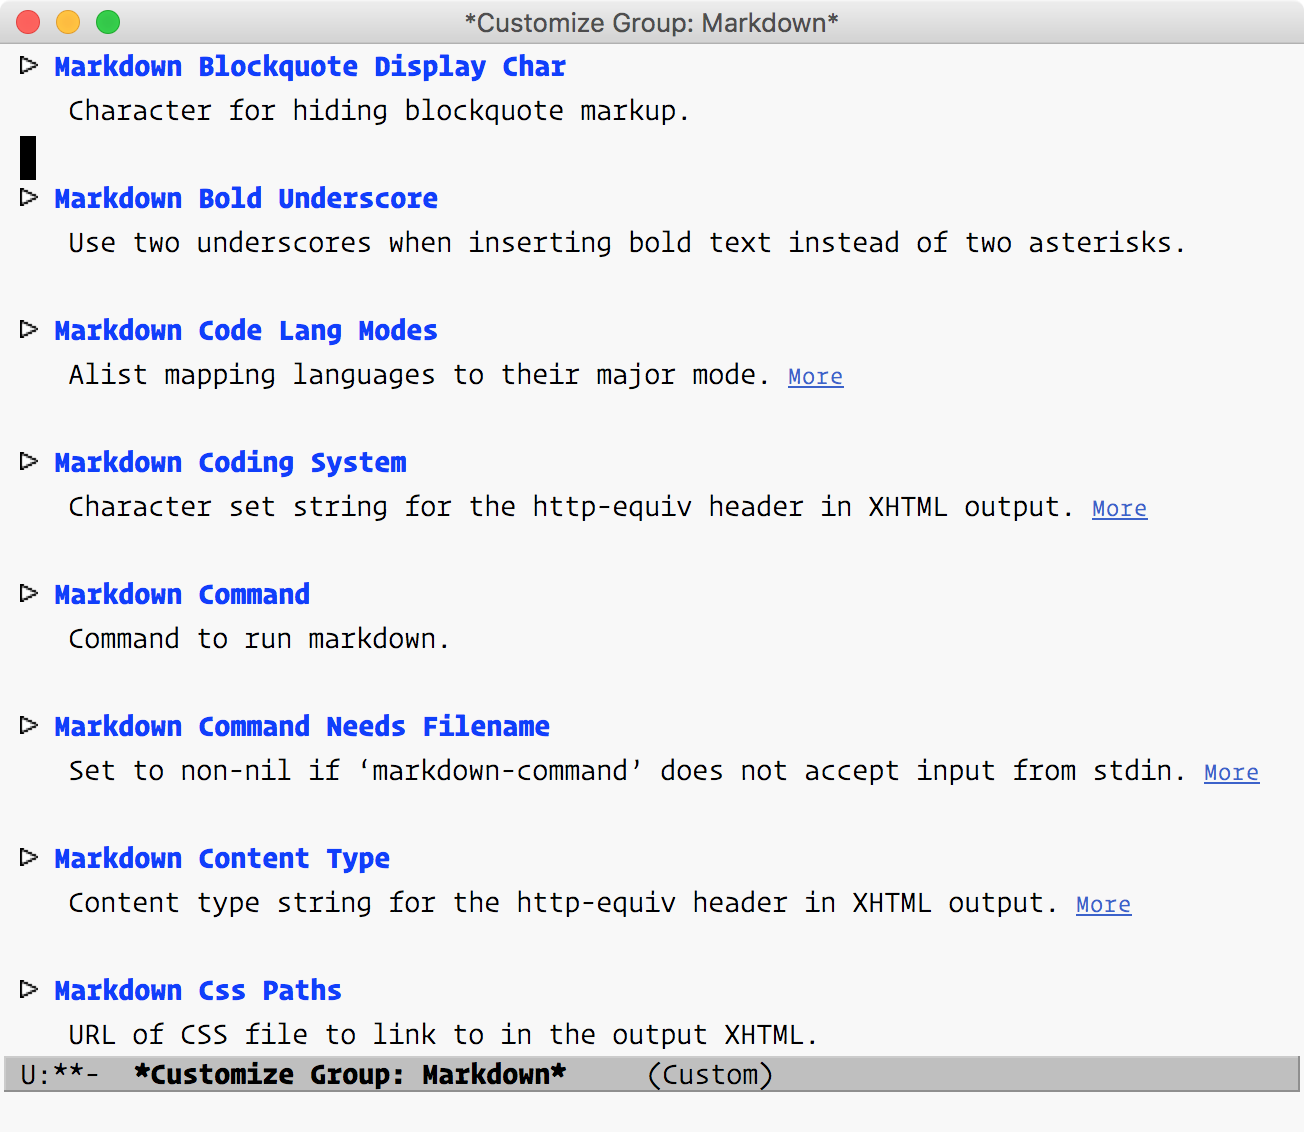 *Customize Group: Markdown*
Markdown Blockquote Display Char
Character for hiding blockquote markup.
Markdown Bold Underscore
Use two underscores when inserting bold text instead of two asterisks.
Markdown Code Lang Modes
Alist mapping languages to their major mode. More
Markdown Coding System
Character set string for the http-equiv header in XHTML output. More
Markdown Command
Command to run markdown.
Markdown Command Needs Filename
Set to non-nil if ‘markdown-command’ does not accept input from stdin. More
Markdown Content Type
Content type string for the http-equiv header in XHTML output. More
Markdown Css Paths
URL of CSS file to link to in the output XHTML.
U:**-  *Customize Group: Markdown*     (Custom)